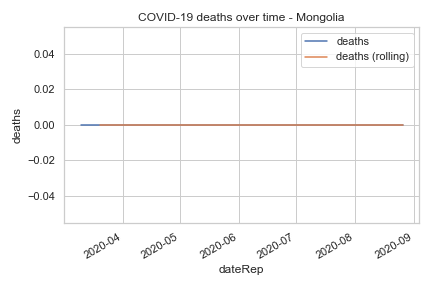 COVID-19 deaths over time - Mongolia
deaths
deaths (rolling)
0.04
0.02
0.00
−0.02
−0.04
deaths
2020-04
2020-05
2020-06
2020-07
2020-08
2020-09
dateRep